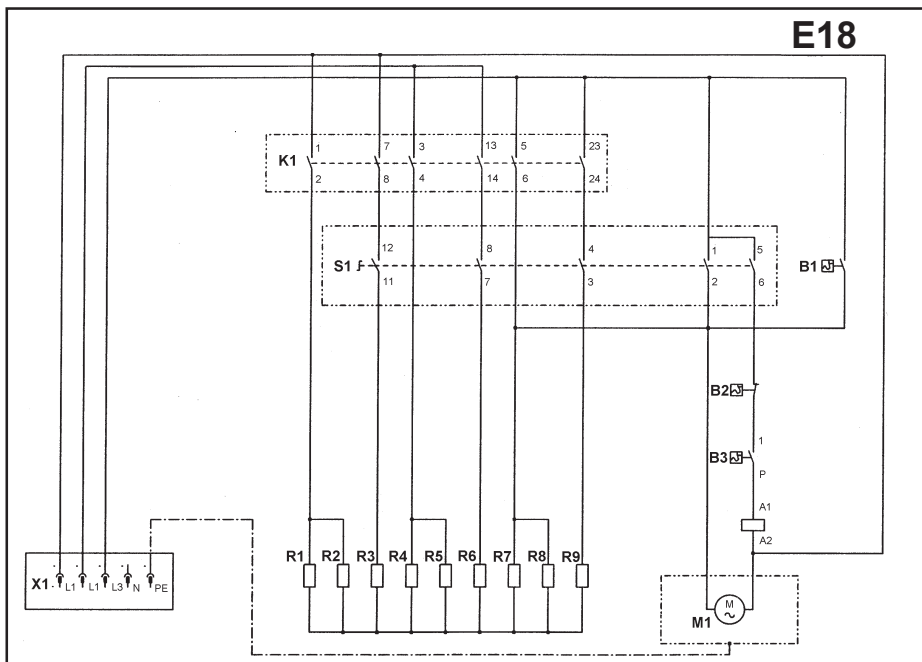 E18
1 7 3 13 5 23
K1
2 8 4 14 6 24
12 8 4 1 5
S1 B1
11 7 3 2 6
B2
1
B3
P
A1
A2
R1 R2 R3 R4 R5 R6 R7 R8 R9
X1 L1 L1 L3 N PE
M
M1